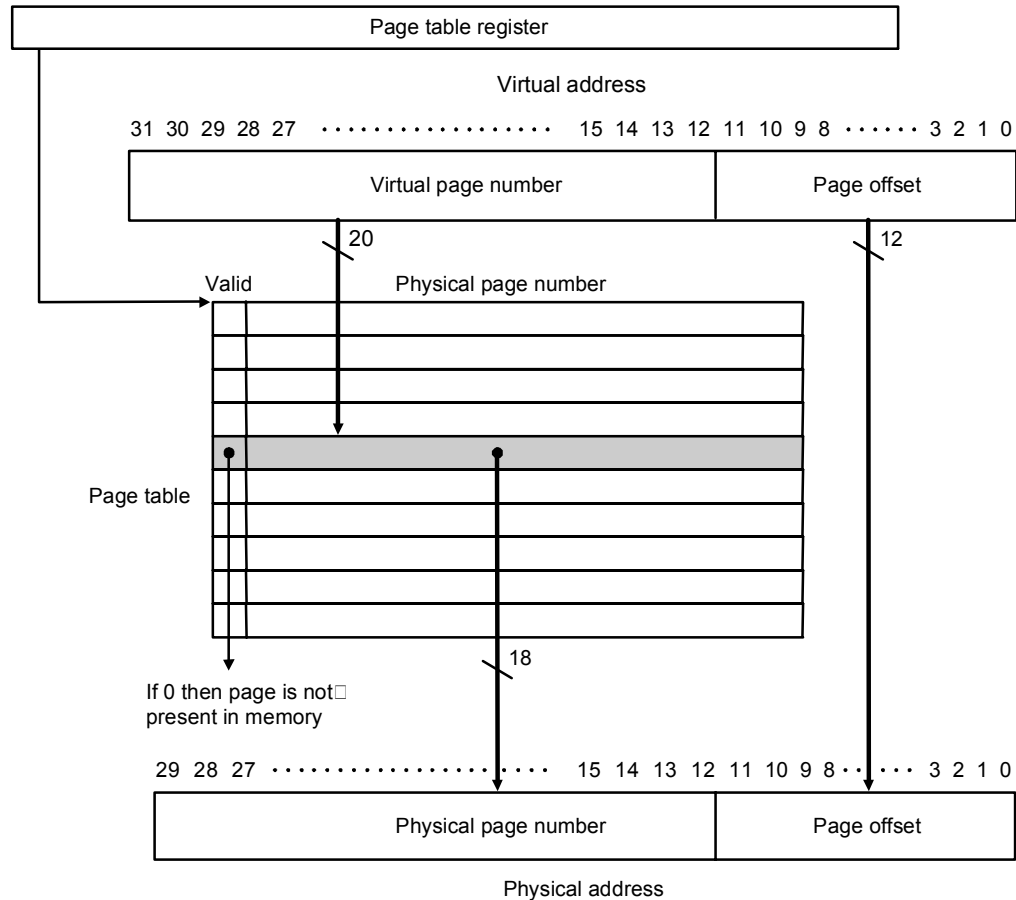 Page table register
Virtual address
31 30 29 28 27 ··················· 15 14 13 12 11 10 9 8 ······ 3 2 1 0
Virtual page number Page offset
20 12
Valid Physical page number
Page table
18
If 0 then page is not□
present in memory
29 28 27 ······················ 15 14 13 12 11 10 9 8 ······ 3 2 1 0
Physical page number Page offset
Physical address